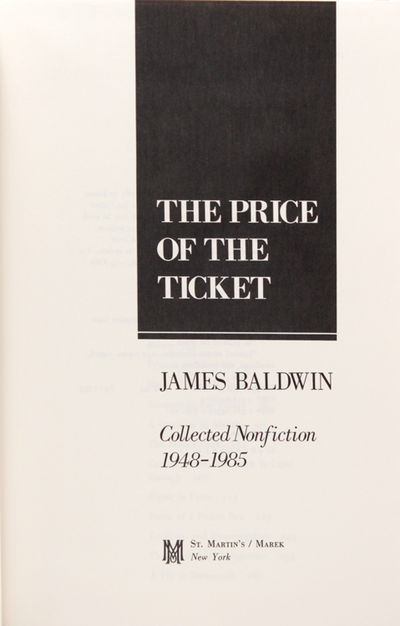 THE PRICE
OF THE
TICKET
JAMES BALDWIN
Collected Nonfiction
1948–1985
ST. MARTIN'S / MAREK
New York